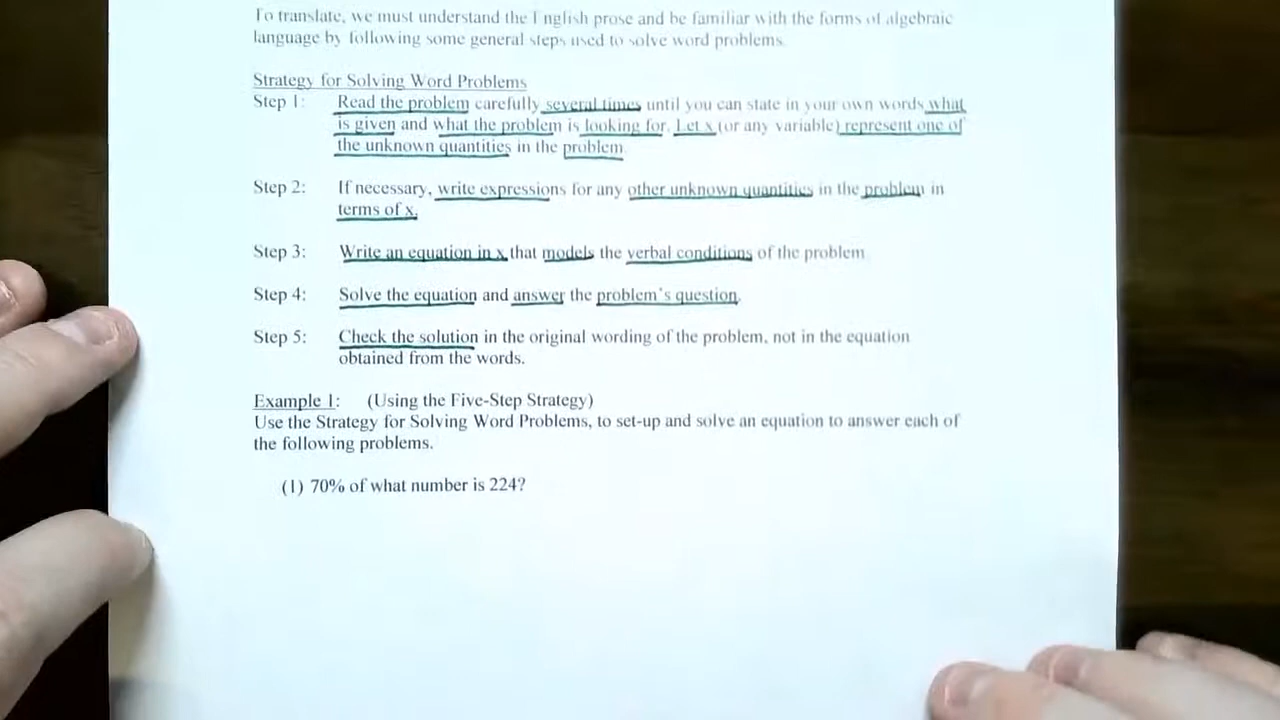 To translate, we must understand the English prose and be familiar with the forms of algebraic
language by following some general steps used to solve word problems.
Strategy for Solving Word Problems
Step 1: Read the problem carefully several times until you can state in your own words what
is given and what the problem is looking for. Let x (or any variable) represent one of
the unknown quantities in the problem.
Step 2: If necessary, write expressions for any other unknown quantities in the problem in
terms of x.
Step 3: Write an equation in x that models the verbal conditions of the problem.
Step 4: Solve the equation and answer the problem's question.
Step 5: Check the solution in the original wording of the problem, not in the equation
obtained from the words.
Example 1: (Using the Five-Step Strategy)
Use the Strategy for Solving Word Problems, to set-up and solve an equation to answer each of
the following problems.
(1) 70% of what number is 224?